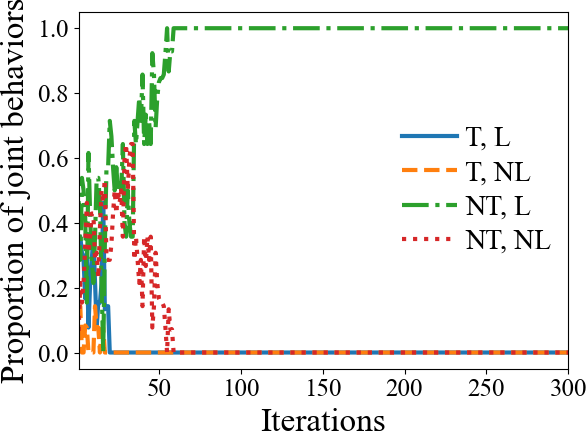 Proportion of joint behaviors
1.0
0.8
0.6
0.4
0.2
0.0
T, L
T, NL
NT, L
NT, NL
50 100 150 200 250 300
Iterations